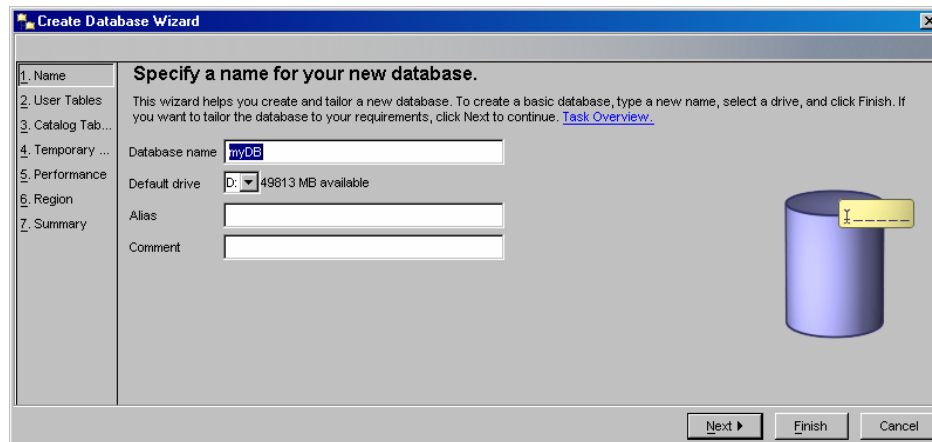 Create Database Wizard
1. Name
2. User Tables
3. Catalog Tab...
4. Temporary ...
5. Performance
6. Region
7. Summary
Specify a name for your new database.
This wizard helps you create and tailor a new database. To create a basic database, type a new name, select a drive, and click Finish. If
you want to tailor the database to your requirements, click Next to continue. Task Overview.
Database name myDB
Default drive D: 49813 MB available
Alias
Comment
Next Finish Cancel